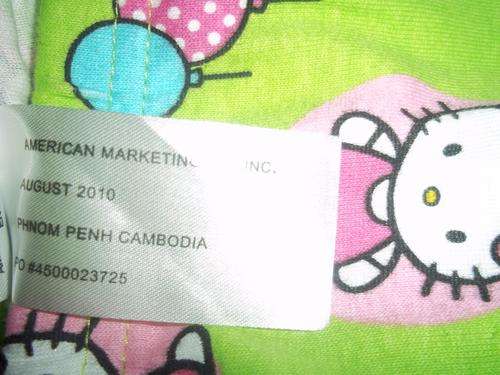 AMERICAN MARKETING INC.
AUGUST 2010
PHNOM PENH CAMBODIA
PO #4500023725